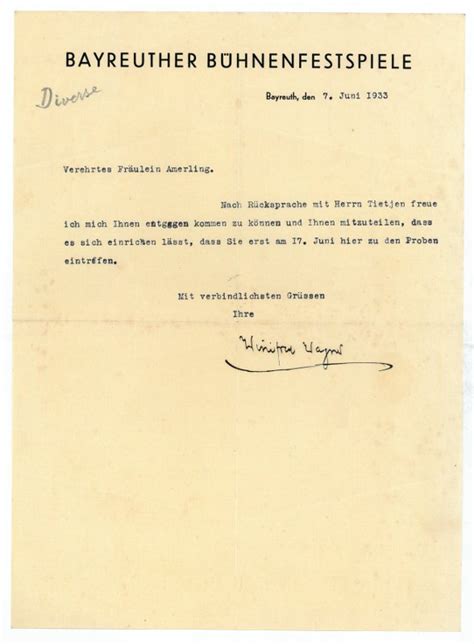 BAYREUTHER BÜHNENFESTSPIELE
Diverse
Bayreuth, den 7. Juni 1933
Verehrtes Fräulein Amerling.
Nach Rücksprache mit Herrn Tietjen freue
ich mich Ihnen entgggen kommen zu können und Ihnen mitzuteilen, dass
es sich einrichen lässt, dass Sie erst am 17. Juni hier zu den Proben
eintreffen.
Mit verbindlichsten Grüssen
Ihre
Winifred Wagner